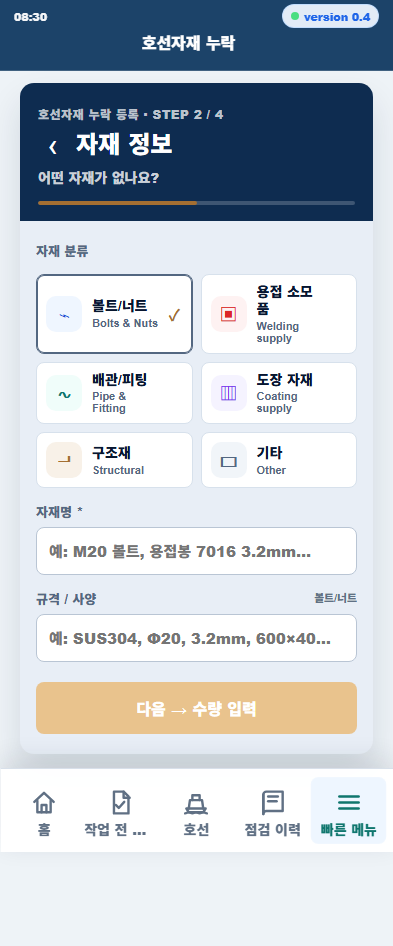 08:30
version 0.4
호선자재 누락
호선자재 누락 등록 • STEP 2 / 4
‹ 자재 정보
어떤 자재가 없나요?
자재 분류
볼트/너트
Bolts & Nuts ✓
용접 소모
품
Welding
supply
배관/피팅
Pipe &
Fitting
도장 자재
Coating
supply
구조재
Structural
기타
Other
자재명 *
예: M20 볼트, 용접봉 7016 3.2mm...
규격 / 사양
볼트/너트
예: SUS304, Φ20, 3.2mm, 600×40...
다음 → 수량 입력
홈
작업 전 ...
호선
점검 이력
빠른 메뉴